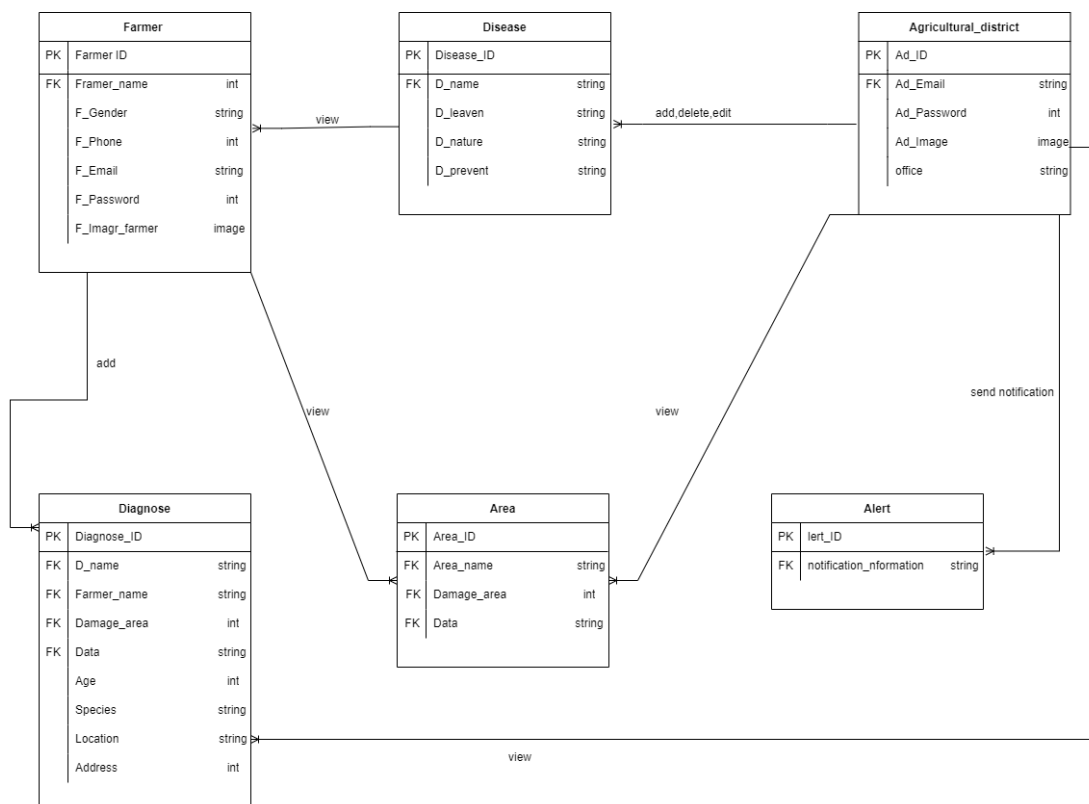 Farmer
PK Farmer ID
FK Framer_name int
F_Gender string
F_Phone int
F_Email string
F_Password int
F_Imagr_farmer image
view
Disease
PK Disease_ID
FK D_name string
D_leaven string
D_nature string
D_prevent string
add,delete,edit
Agricultural_district
PK Ad_ID
FK Ad_Email string
Ad_Password int
Ad_Image image
office string
add
view
view
send notification
Diagnose
PK Diagnose_ID
FK D_name string
FK Farmer_name string
FK Damage_area int
FK Data string
Age int
Species string
Location string
Address int
Area
PK Area_ID
FK Area_name string
FK Damage_area int
FK Data string
Alert
PK lert_ID
FK notification_nformation string
view